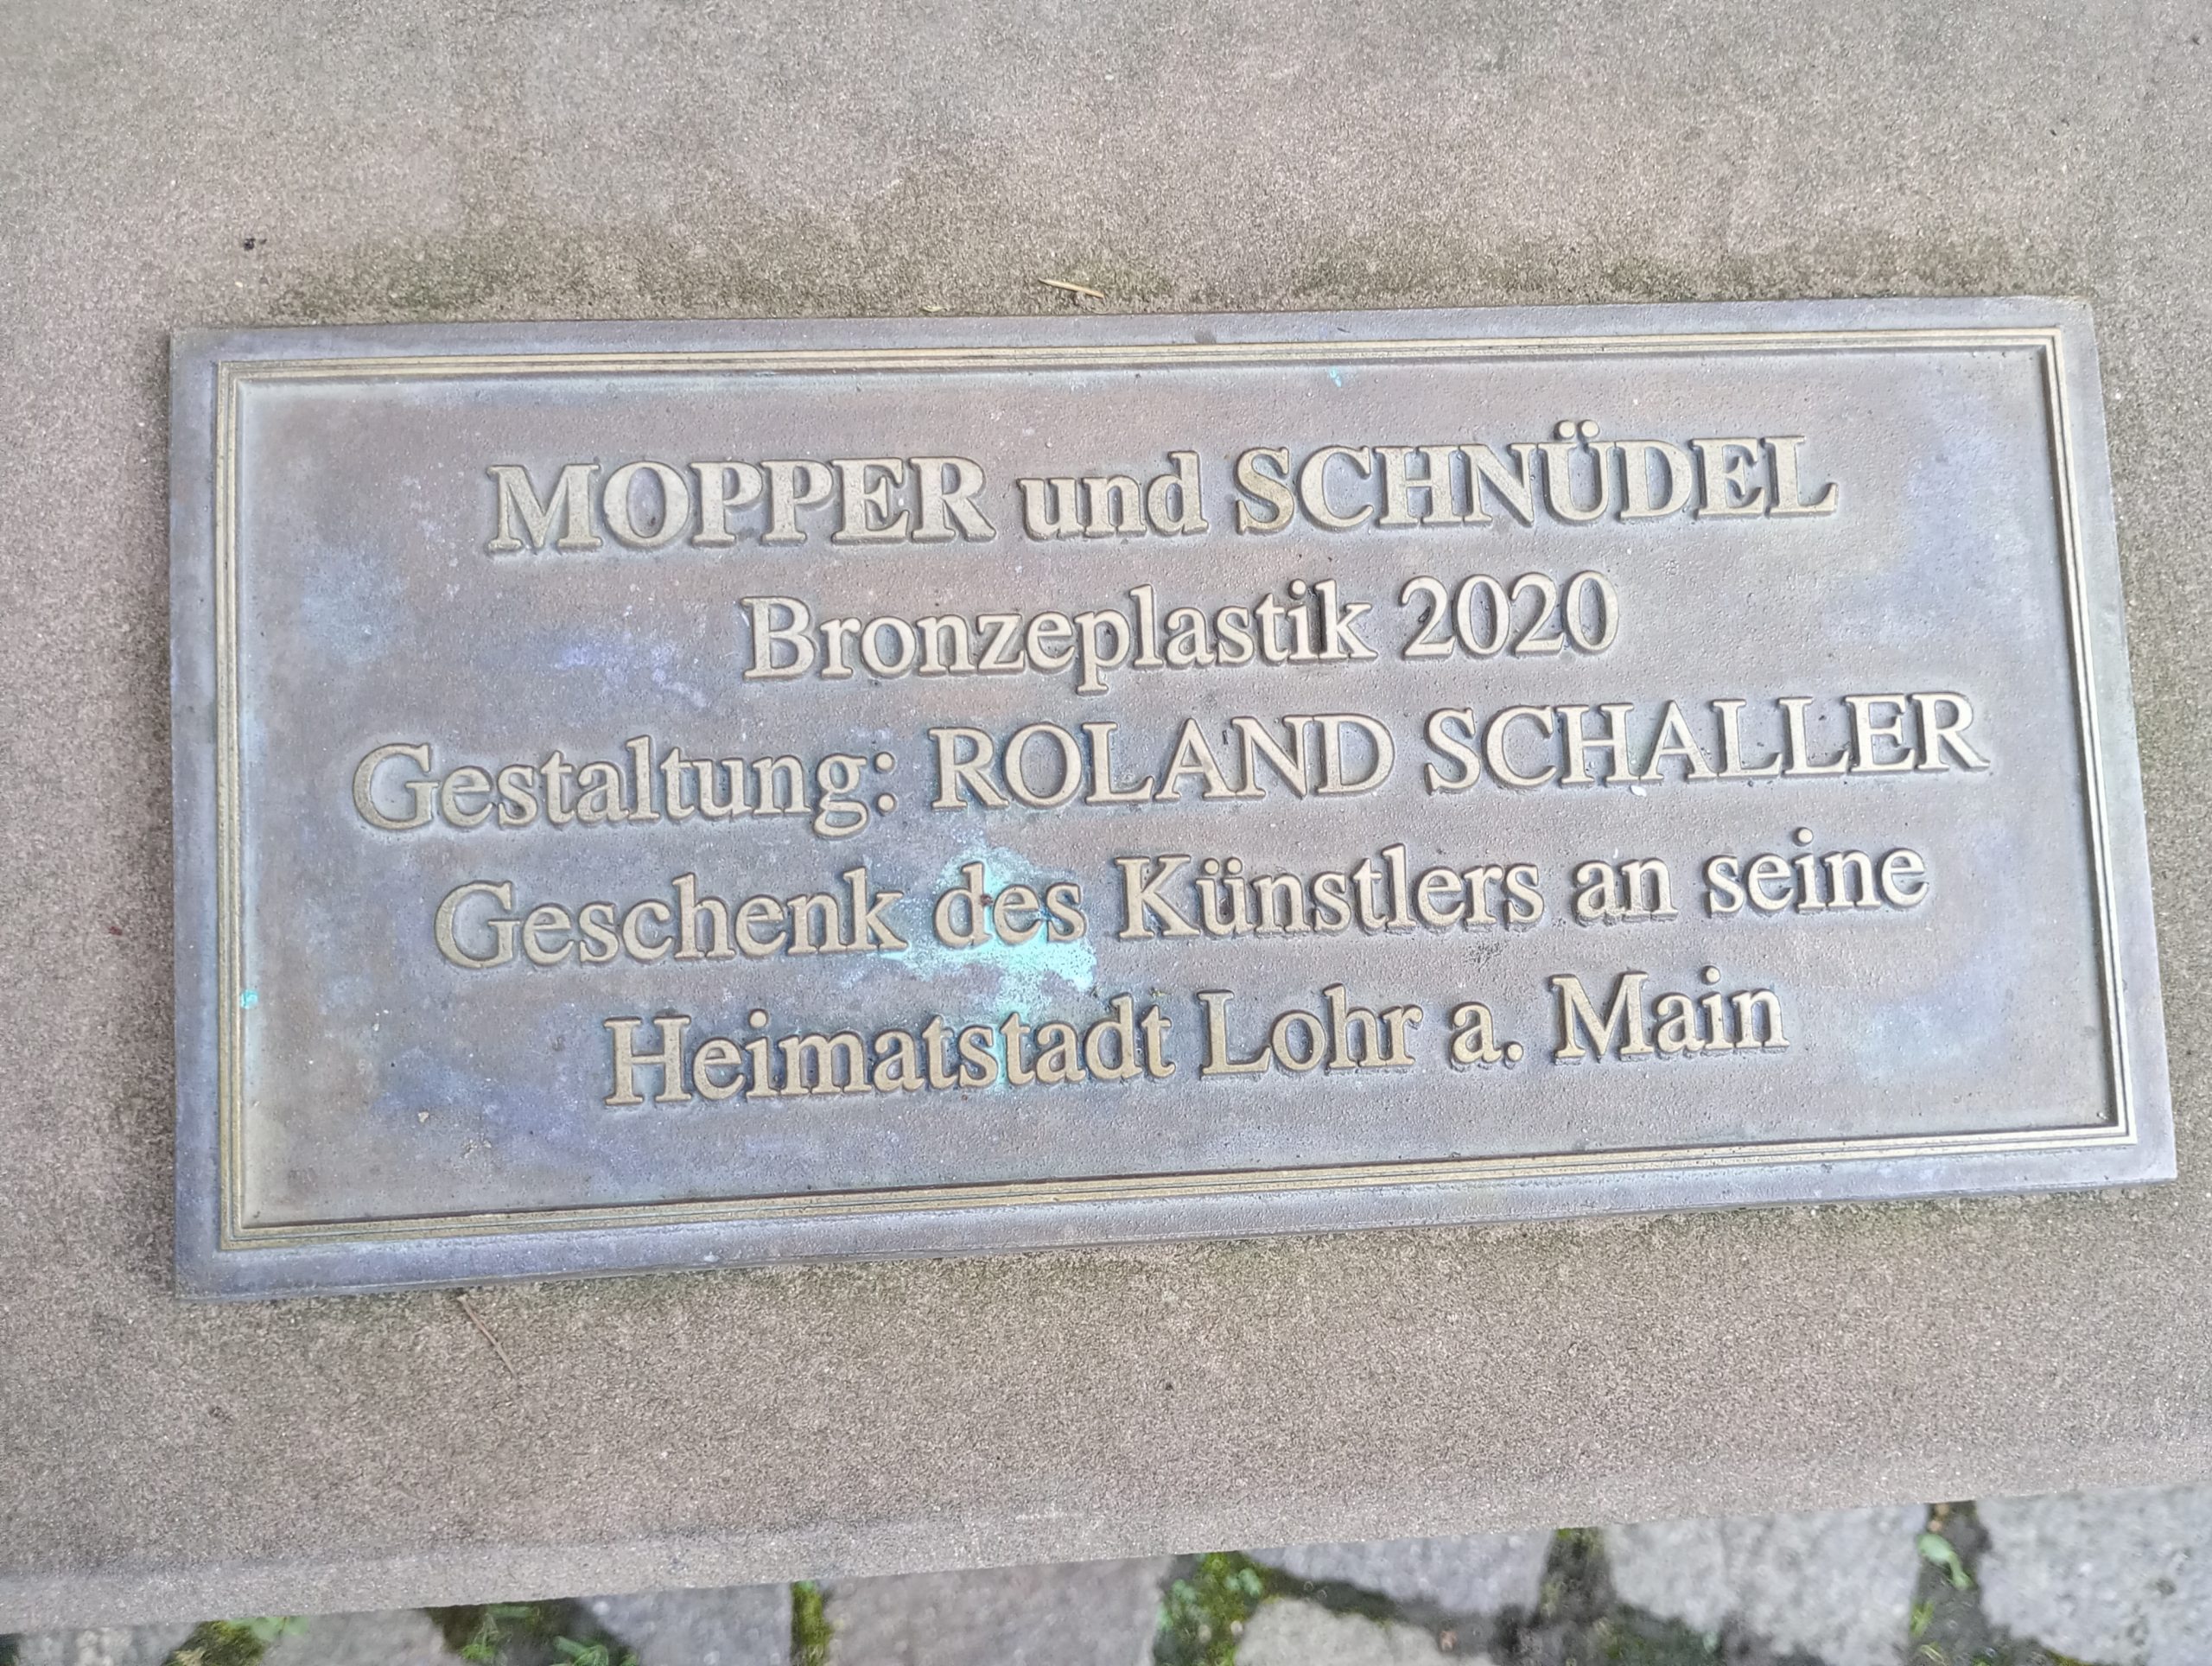 MOPPER und SCHNÜDEL
Bronzeplastik 2020
Gestaltung: ROLAND SCHALLER
Geschenk des Künstlers an seine
Heimatstadt Lohr a. Main